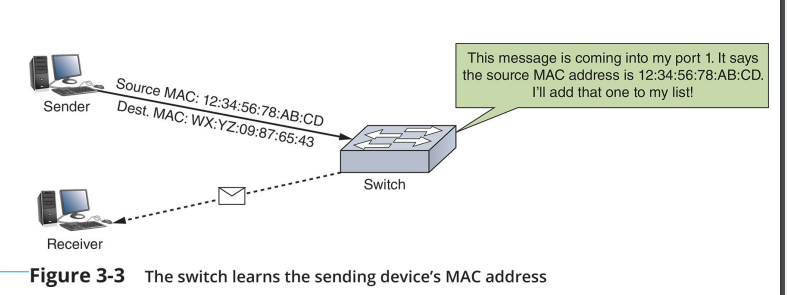 This message is coming into my port 1. It says
the source MAC address is 12:34:56:78:AB:CD.
I'll add that one to my list!
Sender
Source MAC: 12:34:56:78:AB:CD
Dest. MAC: WX:YZ:09:87:65:43
Switch
Receiver
Figure 3-3 The switch learns the sending device's MAC address